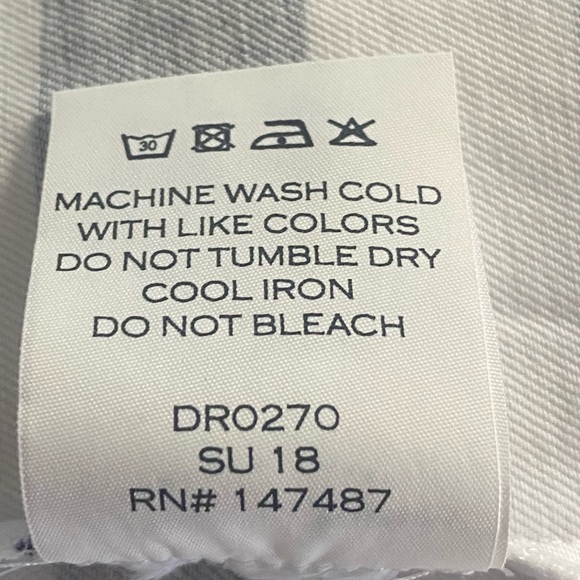 30
MACHINE WASH COLD
WITH LIKE COLORS
DO NOT TUMBLE DRY
COOL IRON
DO NOT BLEACH
DR0270
SU 18
RN# 147487